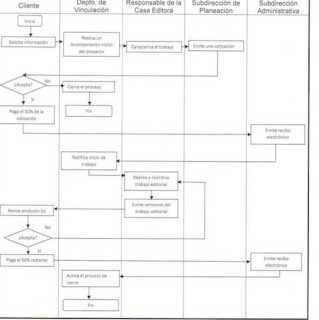 Cliente
Depto. de
Vinculación
Responsable de la
Casa Editora
Subdirección de
Planeación
Subdirección
Administrativa
Inicio
Solicita información
Realiza un
levantamiento inicial
del proyecto
Caracteriza el trabajo
Emite una cotización
¿Acepta?
No
Cierra el proceso
Si
Fin
Paga el 50% de la
cotización
Emite recibo
electrónico
Notifica inicio de
trabajo
Realiza y coordina
trabajo editorial
Emite versiones del
trabajo editorial
Revisa producto (s)
No
¿Acepta?
Si
Paga el 50% restante
Emite recibo
electrónico
Activa el proceso de
cierre
Fin